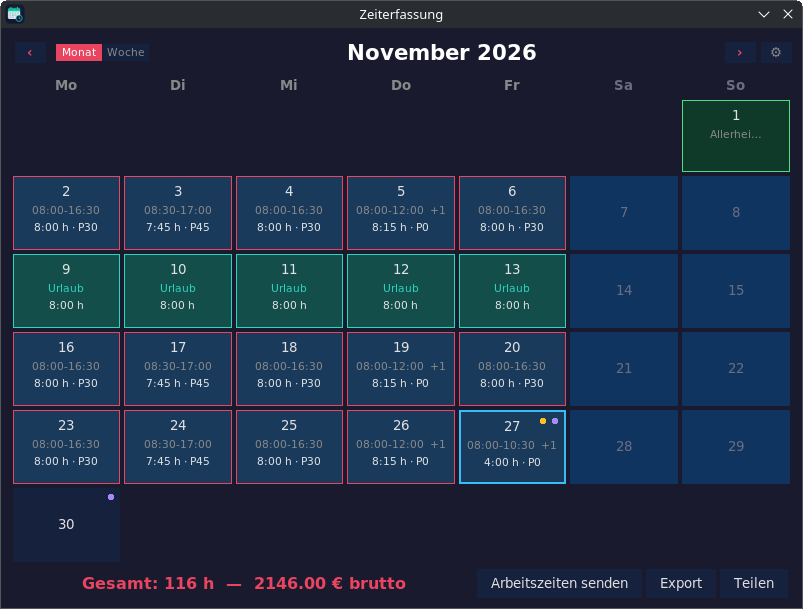 Zeiterfassung
‹ Monat Woche November 2026 › ⚙
Mo Di Mi Do Fr Sa So
1
Allerhei...
2 3 4 5 6 7 8
08:00-16:30 08:30-17:00 08:00-16:30 08:00-12:00 +1 08:00-16:30
8:00 h · P30 7:45 h · P45 8:00 h · P30 8:15 h · P0 8:00 h · P30
9 10 11 12 13 14 15
Urlaub Urlaub Urlaub Urlaub Urlaub
8:00 h 8:00 h 8:00 h 8:00 h 8:00 h
16 17 18 19 20 21 22
08:00-16:30 08:30-17:00 08:00-16:30 08:00-12:00 +1 08:00-16:30
8:00 h · P30 7:45 h · P45 8:00 h · P30 8:15 h · P0 8:00 h · P30
23 24 25 26 27 28 29
08:00-16:30 08:30-17:00 08:00-16:30 08:00-12:00 +1 08:00-10:30 +1
8:00 h · P30 7:45 h · P45 8:00 h · P30 8:15 h · P0 4:00 h · P0
30
Gesamt: 116 h — 2146.00 € brutto Arbeitszeiten senden Export Teilen